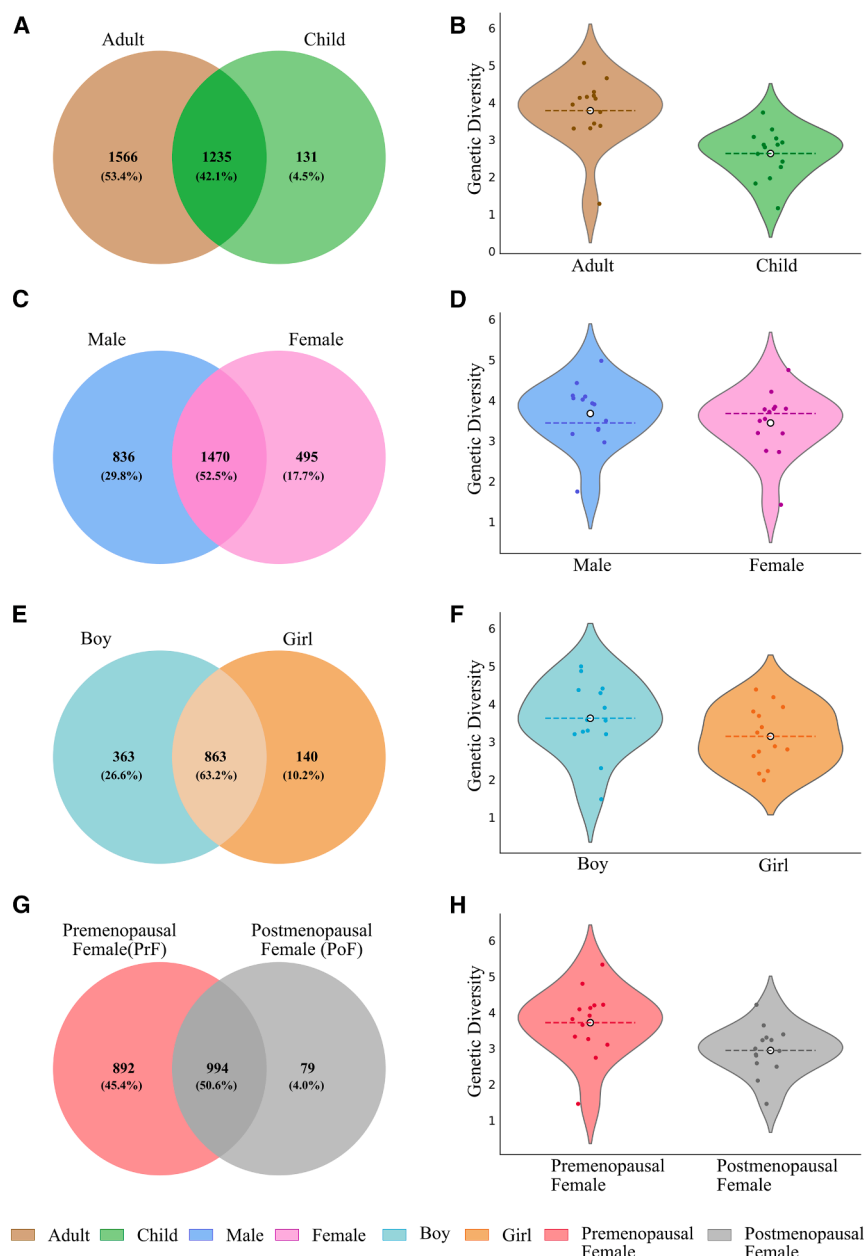 A
Adult Child
1566 1235 131
(53.4%) (42.1%) (4.5%)
B
Genetic Diversity
6
5
4
3
2
1
0
Adult Child
C
Male Female
836 1470 495
(29.8%) (52.5%) (17.7%)
D
Genetic Diversity
6
5
4
3
2
1
Male Female
E
Boy Girl
363 863 140
(26.6%) (63.2%) (10.2%)
F
Genetic Diversity
6
5
4
3
2
1
Boy Girl
G
Premenopausal Postmenopausal
Female(PrF) Female (PoF)
892 994 79
(45.4%) (50.6%) (4.0%)
H
Genetic Diversity
6
5
4
3
2
1
Premenopausal Postmenopausal
Female Female
Adult Child Male Female Boy Girl Premenopausal Postmenopausal
Female Female